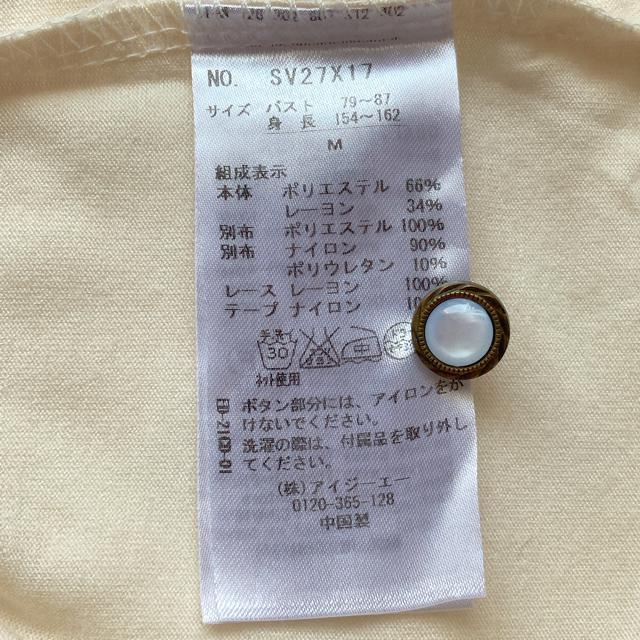 NO. SV27X17
サイズ バスト 79～87
身長 154～162
M
組成表示
本体 ポリエステル 66%
レーヨン 34%
別布 ポリエステル 100%
別布 ナイロン 90%
ポリウレタン 10%
レース レーヨン 100%
テープ ナイロン
手洗イ
30
ネット使用
ボタン部分には、アイロンをか
けないでください。
洗濯の際は、付属品を取り外し
てください。
(株)アイジーエー
0120-365-128
中国製